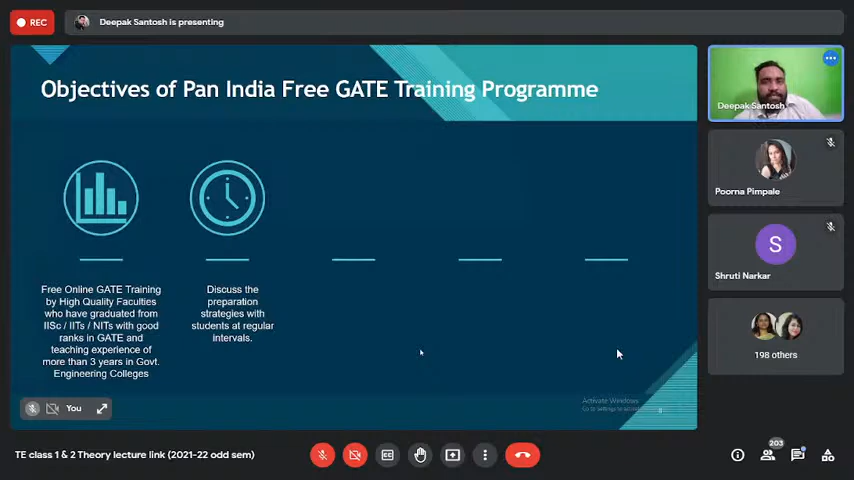 REC
Deepak Santosh is presenting
Objectives of Pan India Free GATE Training Programme
Free Online GATE Training
by High Quality Faculties
who have graduated from
IISc / IITs / NITs with good
ranks in GATE and
teaching experience of
more than 3 years in Govt.
Engineering Colleges
Discuss the
preparation
strategies with
students at regular
intervals.
Activate Windows
You
Deepak Santosh
Poorna Pimpale
S
Shruti Narkar
198 others
TE class 1 & 2 Theory lecture link (2021-22 odd sem)
203